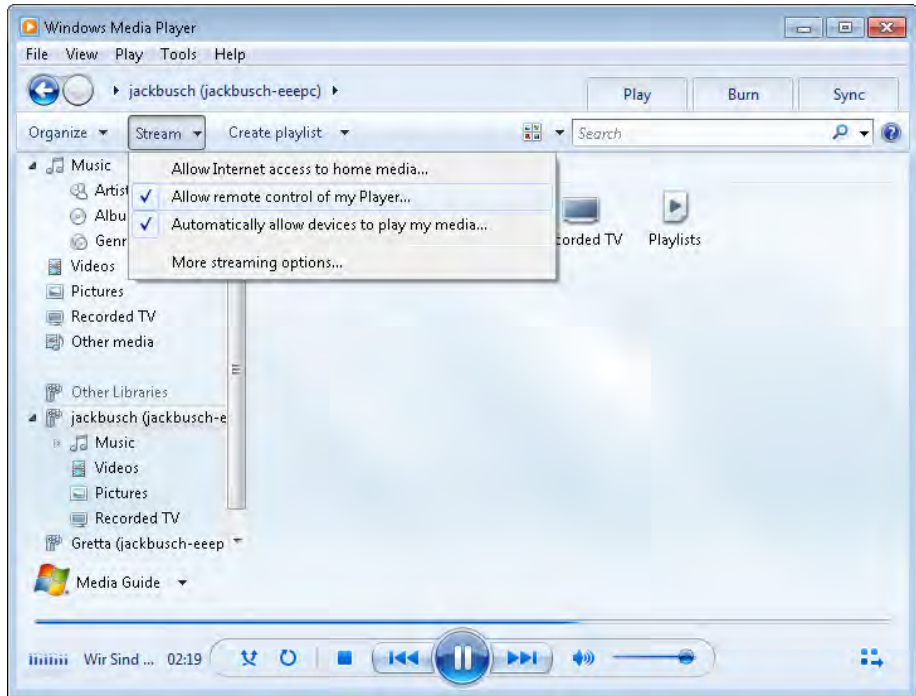 Windows Media Player
File View Play Tools Help
jackbusch (jackbusch-eeepc)
Play Burn Sync
Organize Stream Create playlist Search
Allow Internet access to home media...
Allow remote control of my Player...
Automatically allow devices to play my media...
More streaming options...
Music
Artist
Albu
Genr
Videos
Pictures
Recorded TV
Other media
Other Libraries
jackbusch (jackbusch-e
Music
Videos
Pictures
Recorded TV
Gretta (jackbusch-eeep
corded TV Playlists
Media Guide
Wir Sind ... 02:19